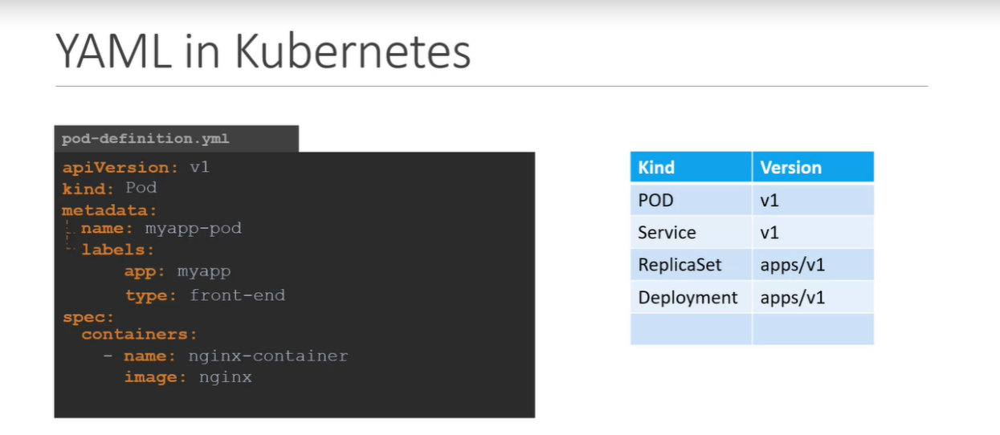 YAML in Kubernetes
pod-definition.yml
apiVersion: v1
kind: Pod
metadata:
name: myapp-pod
labels:
app: myapp
type: front-end
spec:
containers:
- name: nginx-container
image: nginx
Kind Version
POD v1
Service v1
ReplicaSet apps/v1
Deployment apps/v1